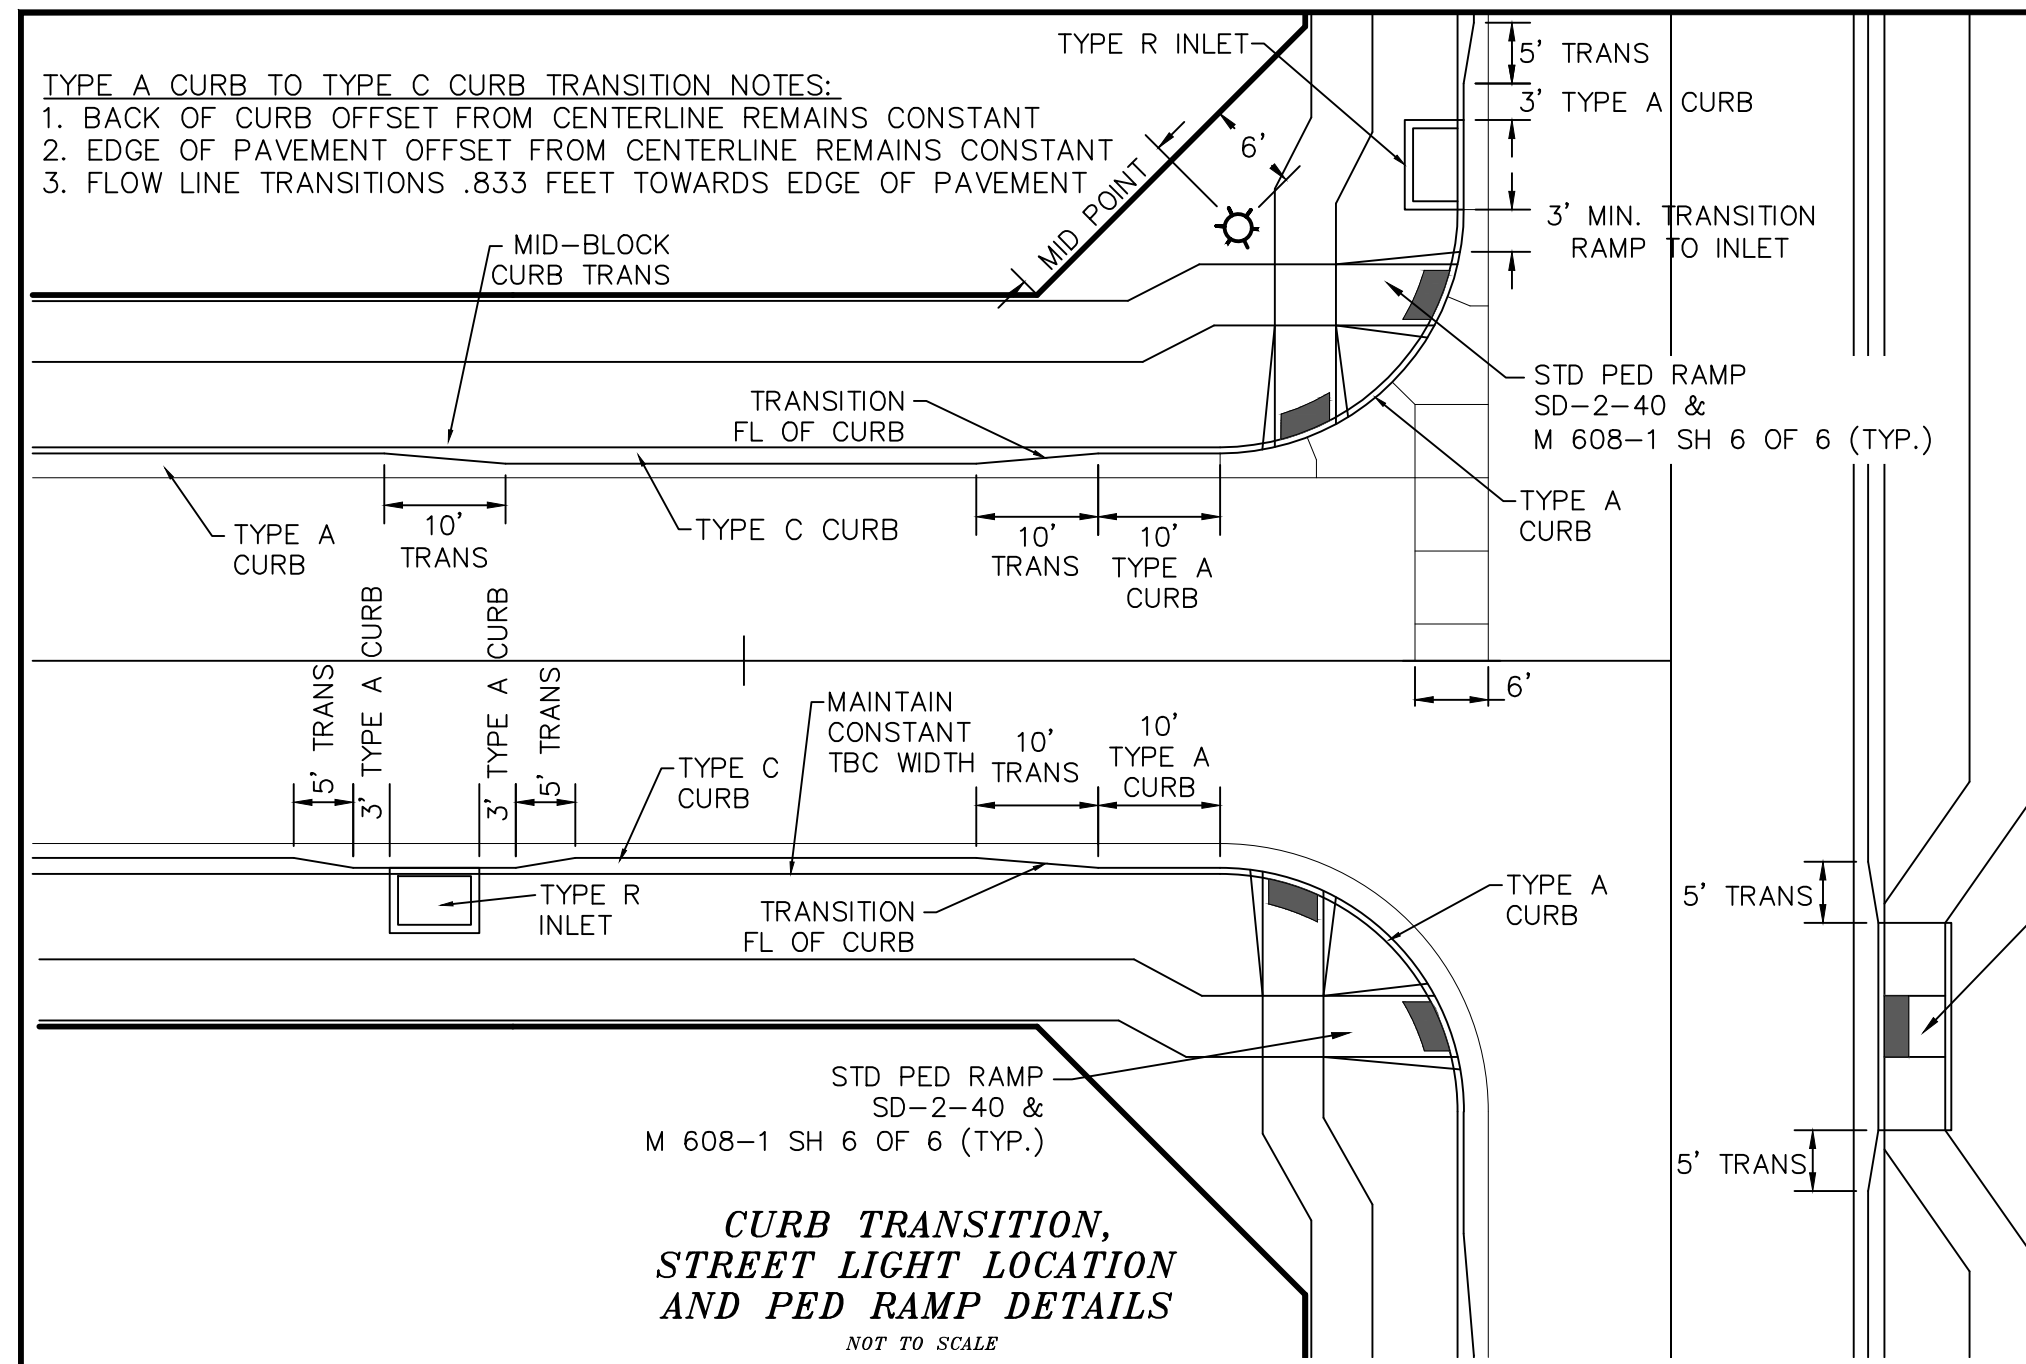 TYPE R INLET
5' TRANS
TYPE A CURB TO TYPE C CURB TRANSITION NOTES:
1. BACK OF CURB OFFSET FROM CENTERLINE REMAINS CONSTANT
2. EDGE OF PAVEMENT OFFSET FROM CENTERLINE REMAINS CONSTANT
3. FLOW LINE TRANSITIONS .833 FEET TOWARDS EDGE OF PAVEMENT
3' TYPE A CURB
6'
MID POINT
3' MIN. TRANSITION
RAMP TO INLET
MID-BLOCK
CURB TRANS
STD PED RAMP
SD-2-40 &
M 608-1 SH 6 OF 6 (TYP.)
TRANSITION
FL OF CURB
TYPE A
CURB
10'
TRANS
TYPE C CURB
10'
TRANS
10'
TYPE A
CURB
TYPE A
CURB
5' TRANS
3' TYPE A CURB
3' TYPE A CURB
5' TRANS
6'
MAINTAIN
CONSTANT
TBC WIDTH
10'
TRANS
10'
TYPE A
CURB
TYPE C
CURB
TYPE R
INLET
TRANSITION
FL OF CURB
TYPE A
CURB
5' TRANS
STD PED RAMP
SD-2-40 &
M 608-1 SH 6 OF 6 (TYP.)
5' TRANS
CURB TRANSITION,
STREET LIGHT LOCATION
AND PED RAMP DETAILS
NOT TO SCALE